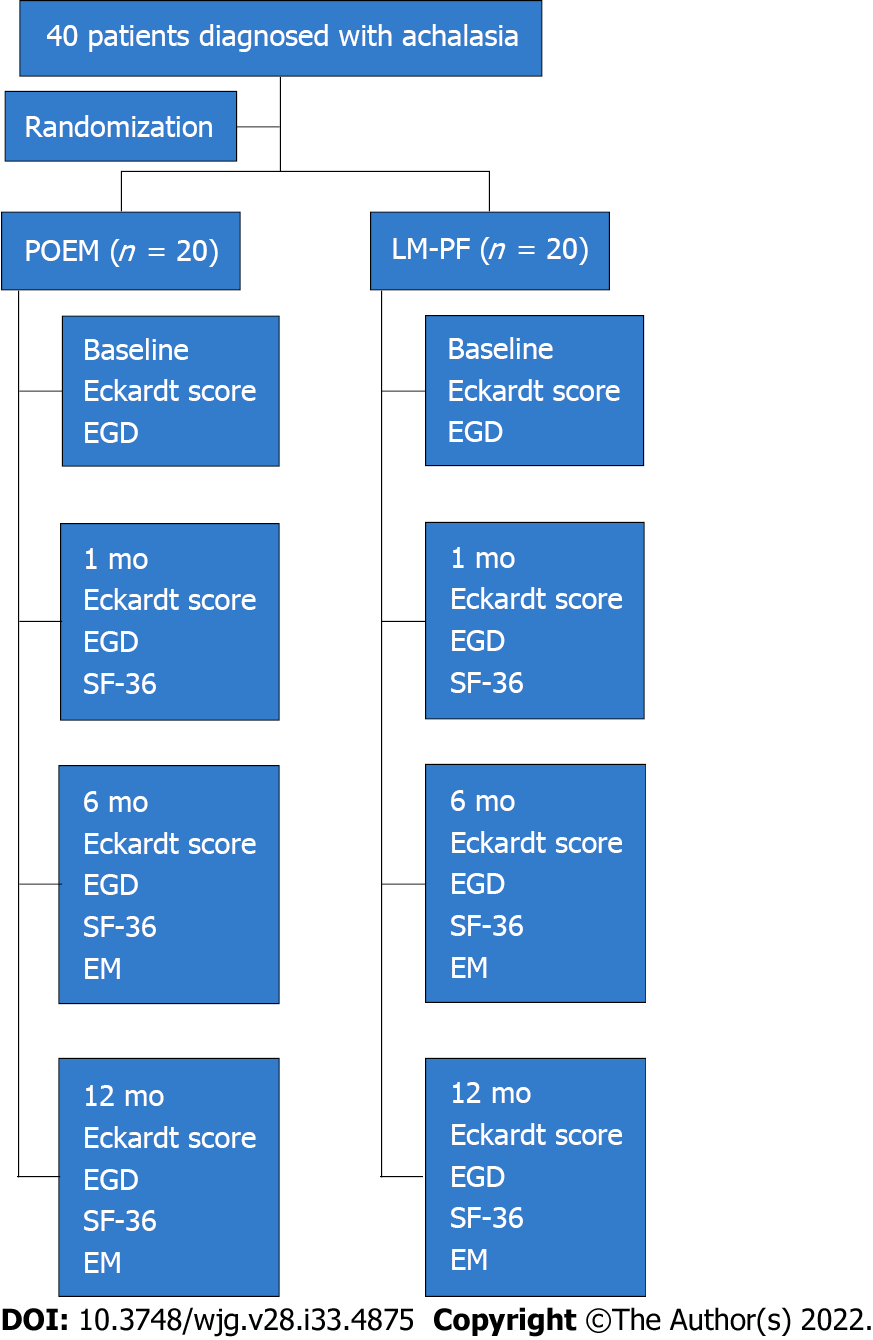 40 patients diagnosed with achalasia
Randomization
POEM (n = 20)
Baseline
Eckardt score
EGD
1 mo
Eckardt score
EGD
SF-36
6 mo
Eckardt score
EGD
SF-36
EM
12 mo
Eckardt score
EGD
SF-36
EM
LM-PF (n = 20)
Baseline
Eckardt score
EGD
1 mo
Eckardt score
EGD
SF-36
6 mo
Eckardt score
EGD
SF-36
EM
12 mo
Eckardt score
EGD
SF-36
EM
DOI: 10.3748/wjg.v28.i33.4875 Copyright ©The Author(s) 2022.